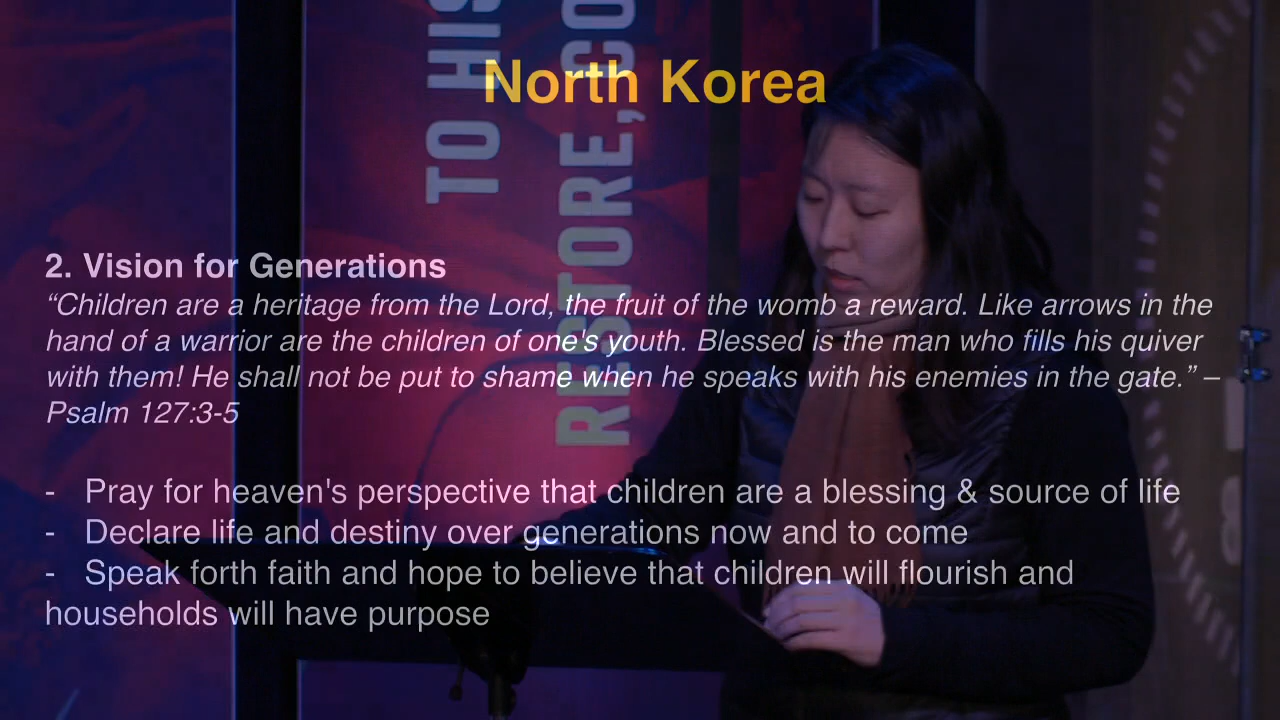 North Korea
TO HIS
RESTORE, CO
2. Vision for Generations
“Children are a heritage from the Lord, the fruit of the womb a reward. Like arrows in the
hand of a warrior are the children of one's youth. Blessed is the man who fills his quiver
with them! He shall not be put to shame when he speaks with his enemies in the gate.” –
Psalm 127:3-5
- Pray for heaven's perspective that children are a blessing & source of life
- Declare life and destiny over generations now and to come
- Speak forth faith and hope to believe that children will flourish and
households will have purpose